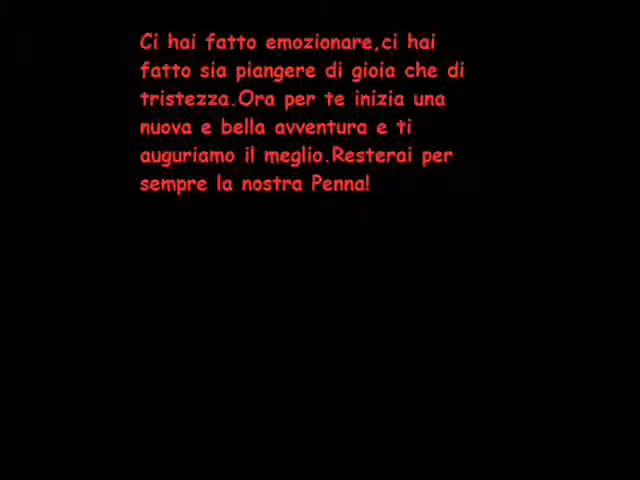 Ci hai fatto emozionare,ci hai
fatto sia piangere di gioia che di
tristezza.Ora per te inizia una
nuova e bella avventura e ti
auguriamo il meglio.Resterai per
sempre la nostra Penna!